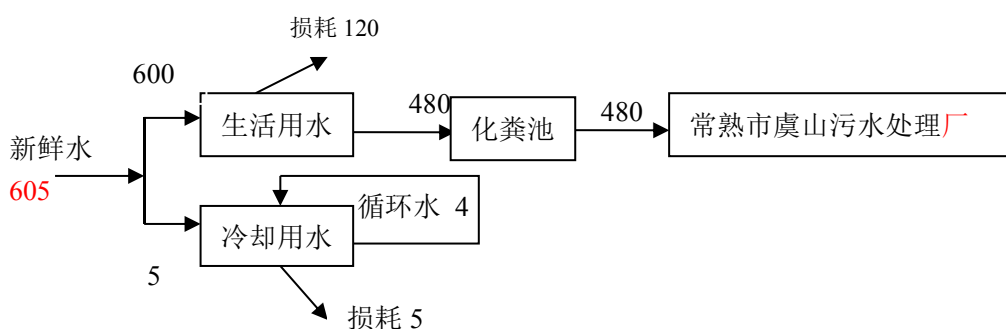 损耗 120
600
生活用水
480
化粪池
480
常熟市虞山污水处理厂
新鲜水
605
循环水 4
冷却用水
5
损耗 5